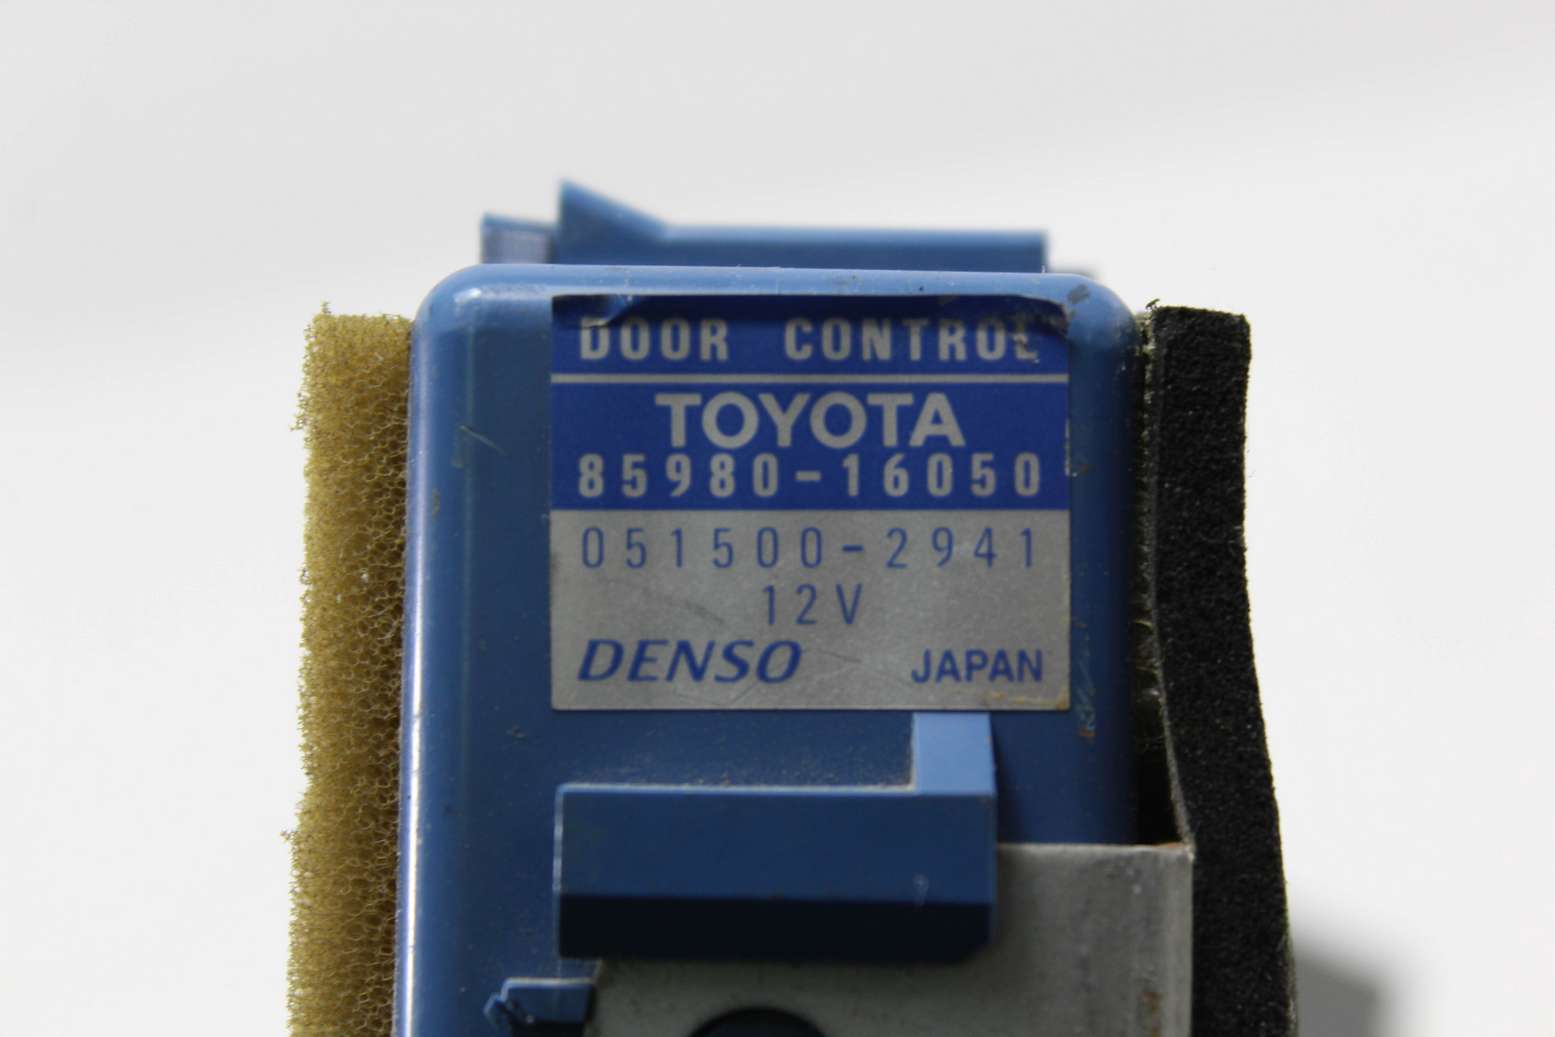 DOOR CONTROL
TOYOTA
85980-16050
051500-2941
12V
DENSO JAPAN